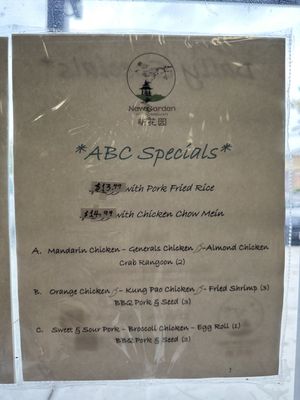 New Garden
新花园
*ABC Specials*
$13.99 with Pork Fried Rice
$14.99 with Chicken Chow Mein
A. Mandarin Chicken - Generals Chicken - Almond Chicken
Crab Rangoon (2)
B. Orange Chicken - Kung Pao Chicken - Fried Shrimp (3)
BBQ Pork & Seed (3)
C. Sweet & Sour Pork - Broccoli Chicken - Egg Roll (1)
BBQ Pork & Seed (3)